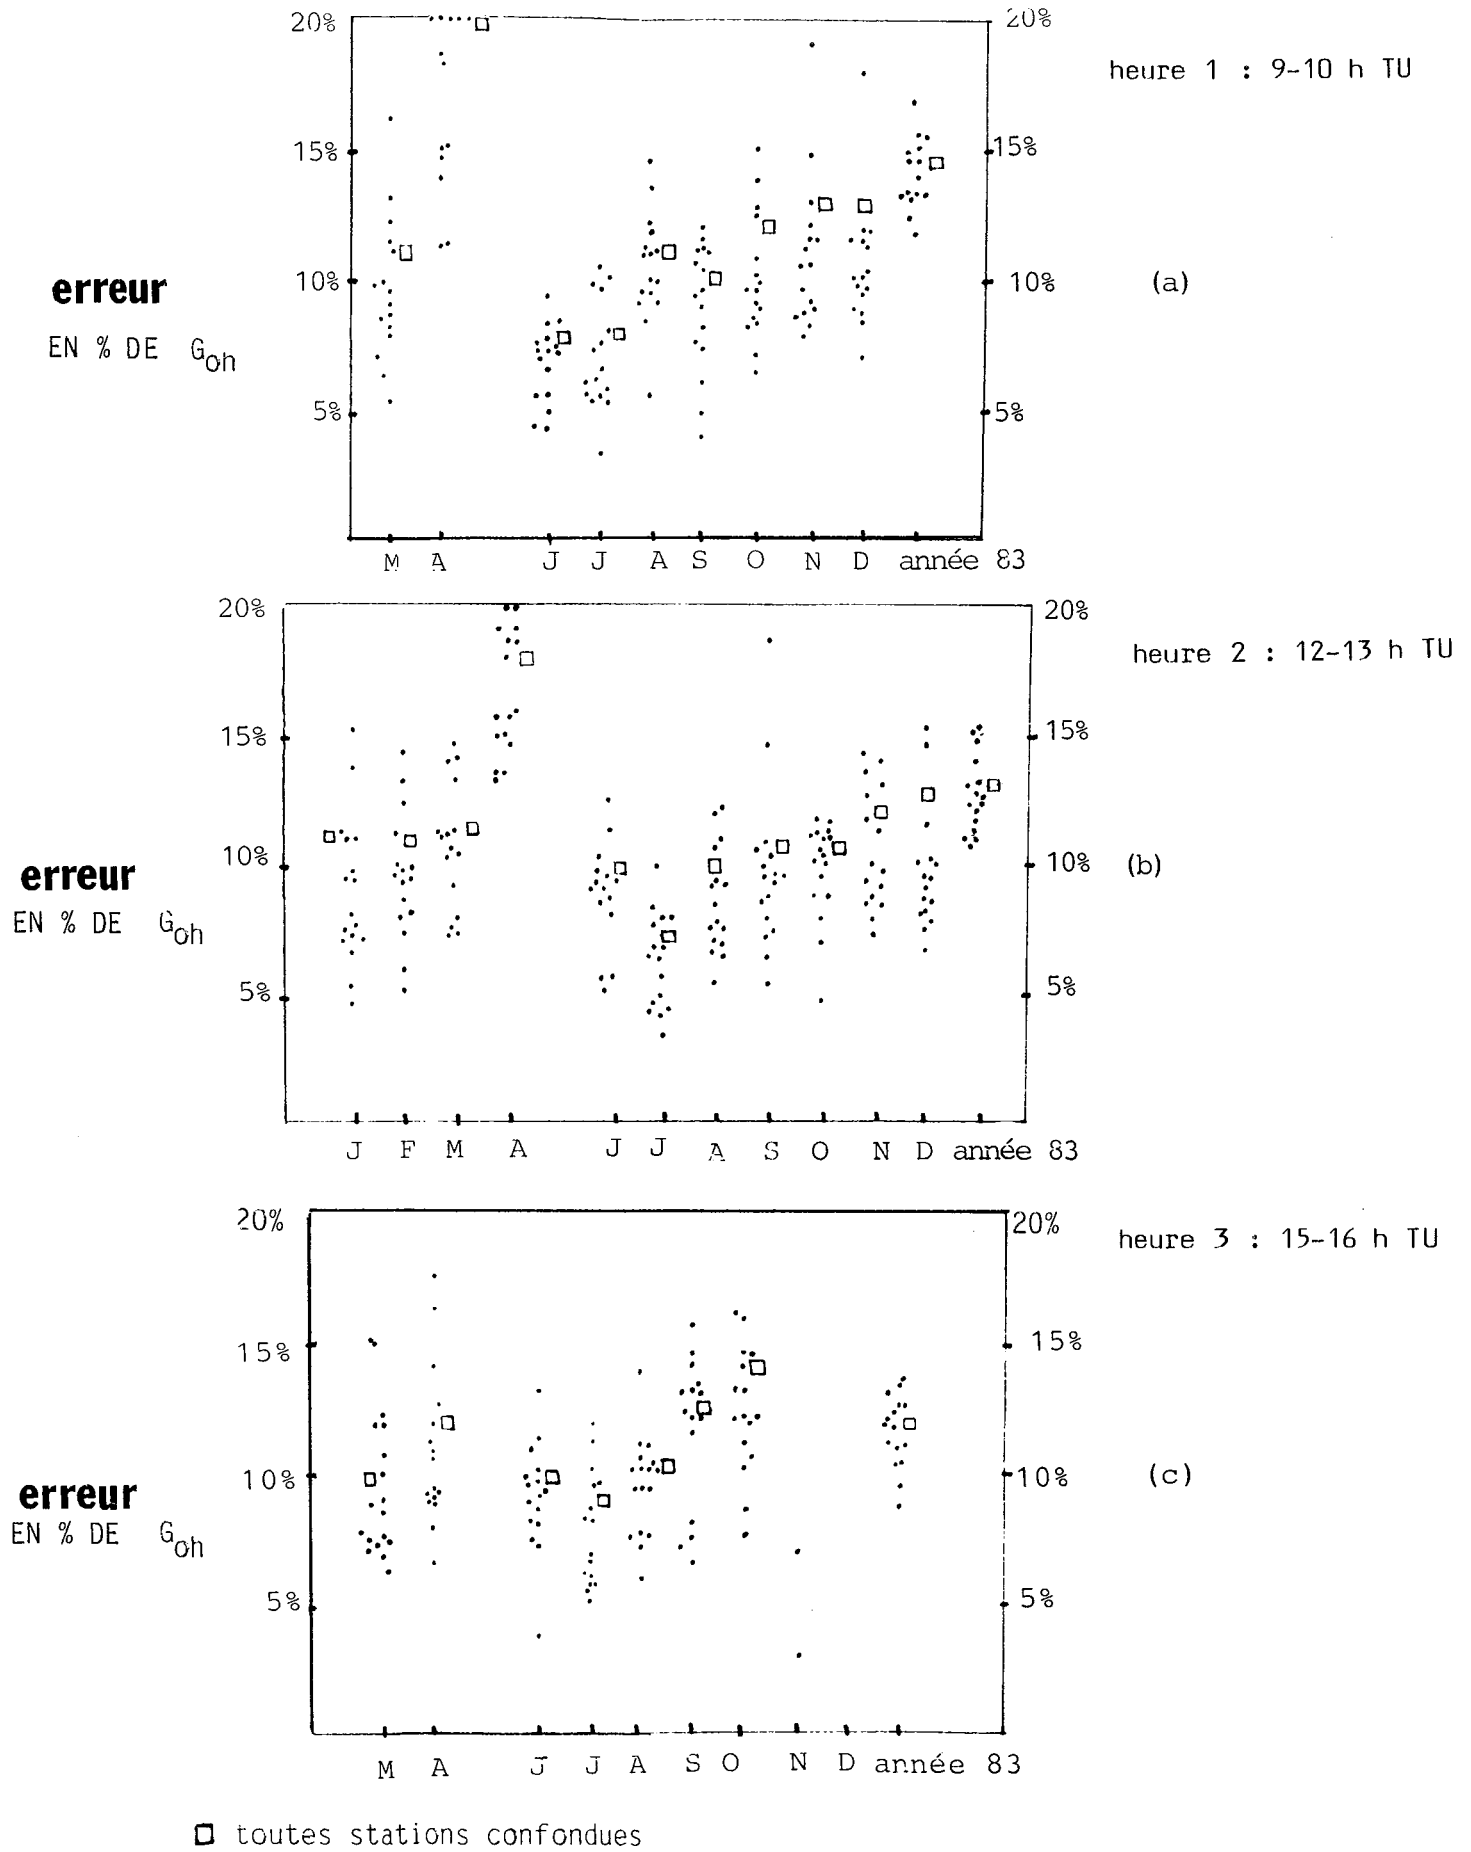 20% 20%
heure 1 : 9-10 h TU
15% 15%
erreur 10% 10% (a)
EN % DE Goh
5% 5%
M A J J A S O N D année 83
20% 20%
heure 2 : 12-13 h TU
15% 15%
erreur 10% 10% (b)
EN % DE Goh
5% 5%
J F M A J J A S O N D année 83
20% 20%
heure 3 : 15-16 h TU
15% 15%
erreur 10% 10% (c)
EN % DE Goh
5% 5%
M A J J A S O N D année 83
toutes stations confondues